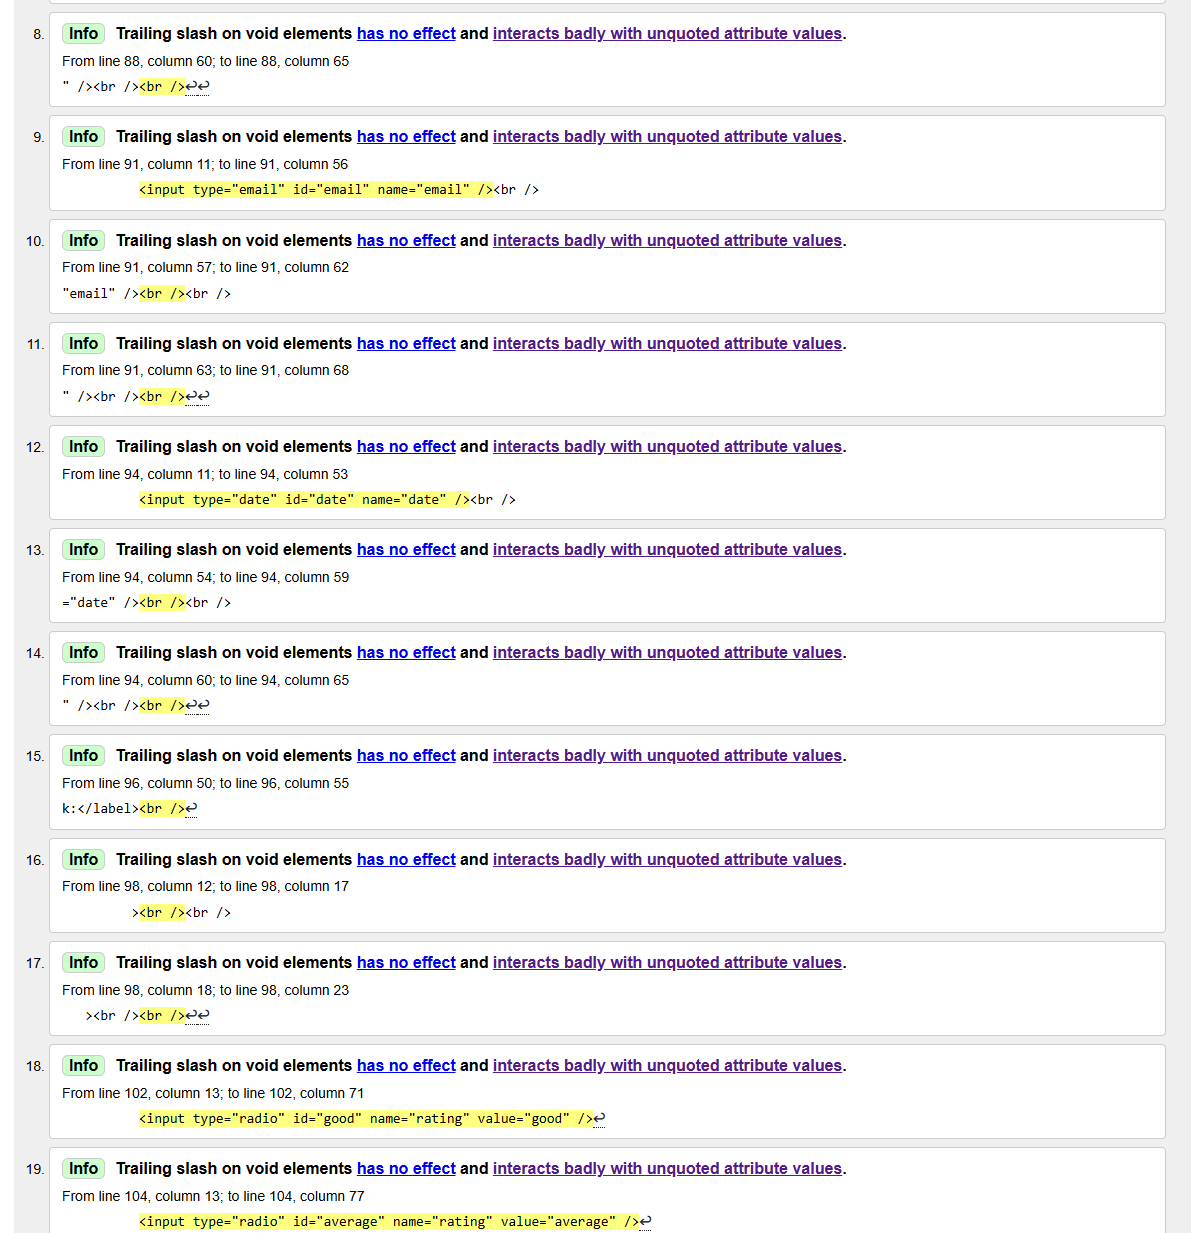 8. Info Trailing slash on void elements has no effect and interacts badly with unquoted attribute values.
From line 88, column 60; to line 88, column 65
" /><br /><br />↩↩
9. Info Trailing slash on void elements has no effect and interacts badly with unquoted attribute values.
From line 91, column 11; to line 91, column 56
<input type="email" id="email" name="email" /><br />
10. Info Trailing slash on void elements has no effect and interacts badly with unquoted attribute values.
From line 91, column 57; to line 91, column 62
"email" /><br /><br />
11. Info Trailing slash on void elements has no effect and interacts badly with unquoted attribute values.
From line 91, column 63; to line 91, column 68
" /><br /><br />↩↩
12. Info Trailing slash on void elements has no effect and interacts badly with unquoted attribute values.
From line 94, column 11; to line 94, column 53
<input type="date" id="date" name="date" /><br />
13. Info Trailing slash on void elements has no effect and interacts badly with unquoted attribute values.
From line 94, column 54; to line 94, column 59
="date" /><br /><br />
14. Info Trailing slash on void elements has no effect and interacts badly with unquoted attribute values.
From line 94, column 60; to line 94, column 65
" /><br /><br />↩↩
15. Info Trailing slash on void elements has no effect and interacts badly with unquoted attribute values.
From line 96, column 50; to line 96, column 55
k:</label><br />↩
16. Info Trailing slash on void elements has no effect and interacts badly with unquoted attribute values.
From line 98, column 12; to line 98, column 17
><br /><br />
17. Info Trailing slash on void elements has no effect and interacts badly with unquoted attribute values.
From line 98, column 18; to line 98, column 23
><br /><br />↩↩
18. Info Trailing slash on void elements has no effect and interacts badly with unquoted attribute values.
From line 102, column 13; to line 102, column 71
<input type="radio" id="good" name="rating" value="good" />↩
19. Info Trailing slash on void elements has no effect and interacts badly with unquoted attribute values.
From line 104, column 13; to line 104, column 77
<input type="radio" id="average" name="rating" value="average" />↩